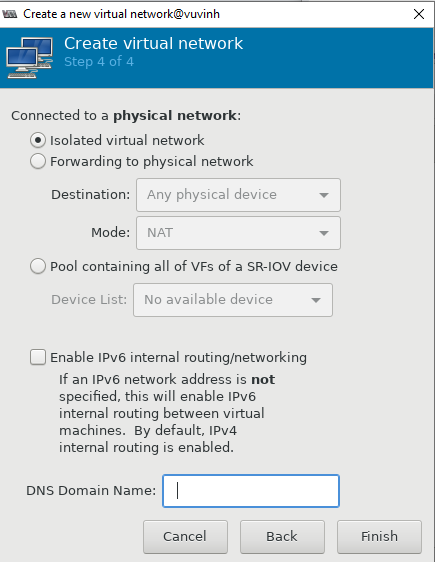 Create a new virtual network@vuvinh
Create virtual network
Step 4 of 4
Connected to a physical network:
Isolated virtual network
Forwarding to physical network
Destination: Any physical device
Mode: NAT
Pool containing all of VFs of a SR-IOV device
Device List: No available device
Enable IPv6 internal routing/networking
If an IPv6 network address is not
specified, this will enable IPv6
internal routing between virtual
machines. By default, IPv4
internal routing is enabled.
DNS Domain Name:
Cancel Back Finish